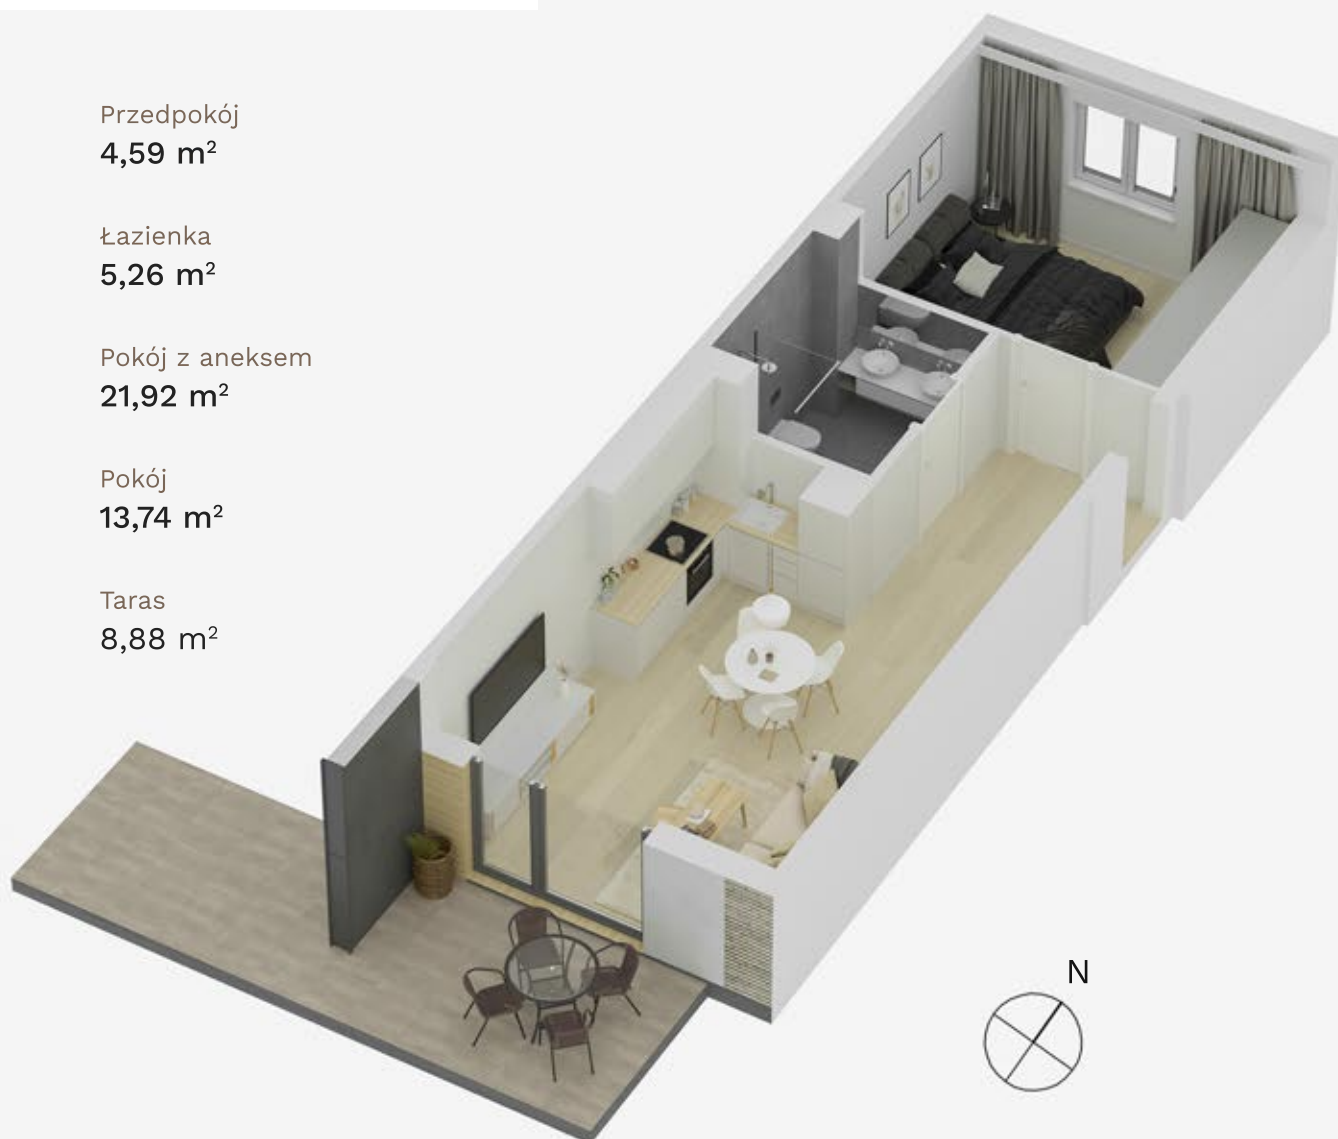 Przedpokój
4,59 m²
Łazienka
5,26 m²
Pokój z aneksem
21,92 m²
Pokój
13,74 m²
Taras
8,88 m²
N